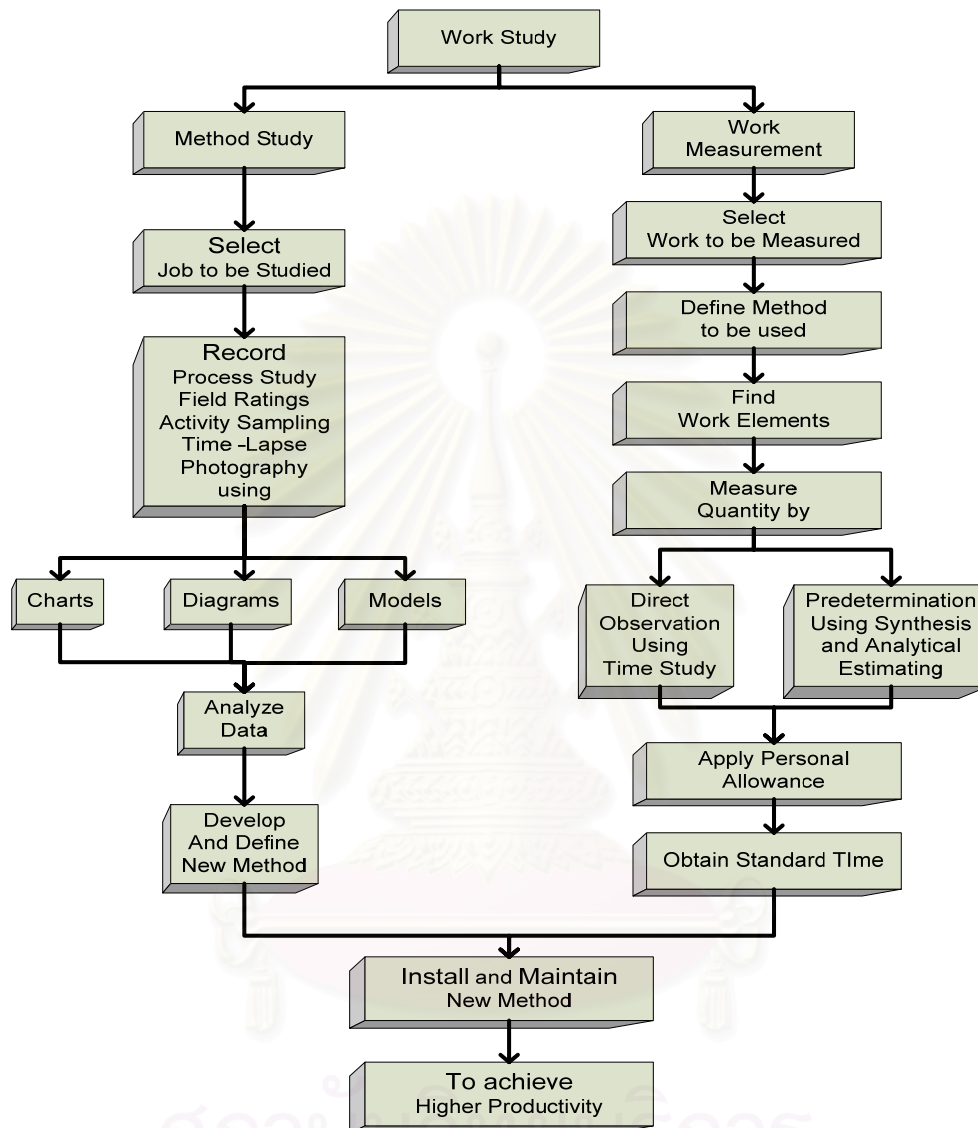 Work Study
Method Study
Select
Job to be Studied
Record
Process Study
Field Ratings
Activity Sampling
Time -Lapse
Photography
using
Charts
Diagrams
Models
Analyze
Data
Develop
And Define
New Method
Work
Measurement
Select
Work to be Measured
Define Method
to be used
Find
Work Elements
Measure
Quantity by
Direct
Observation
Using
Time Study
Predetermination
Using Synthesis
and Analytical
Estimating
Apply Personal
Allowance
Obtain Standard TIme
Install and Maintain
New Method
To achieve
Higher Productivity